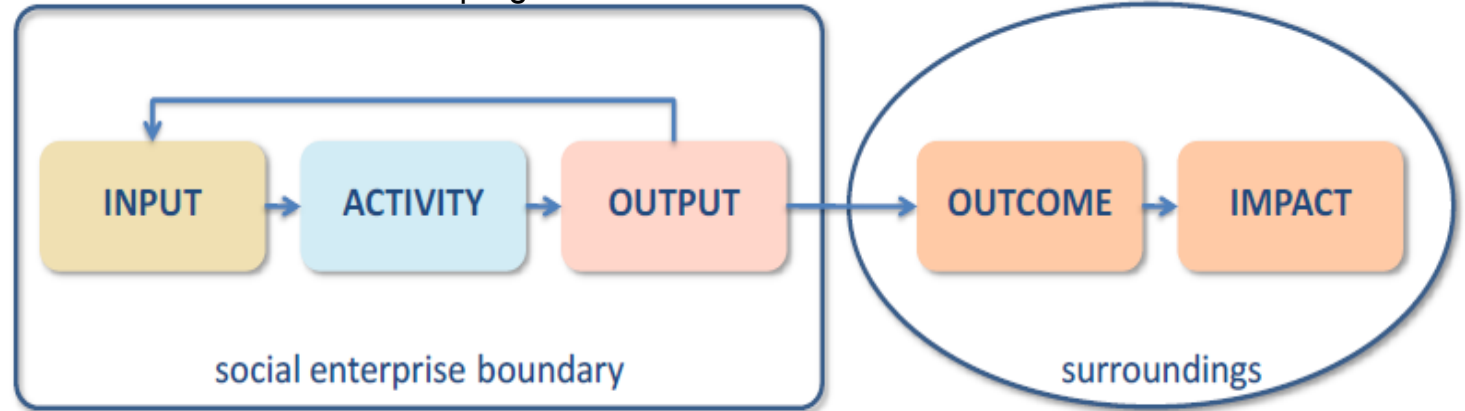 INPUT
ACTIVITY
OUTPUT
OUTCOME
IMPACT
social enterprise boundary
surroundings